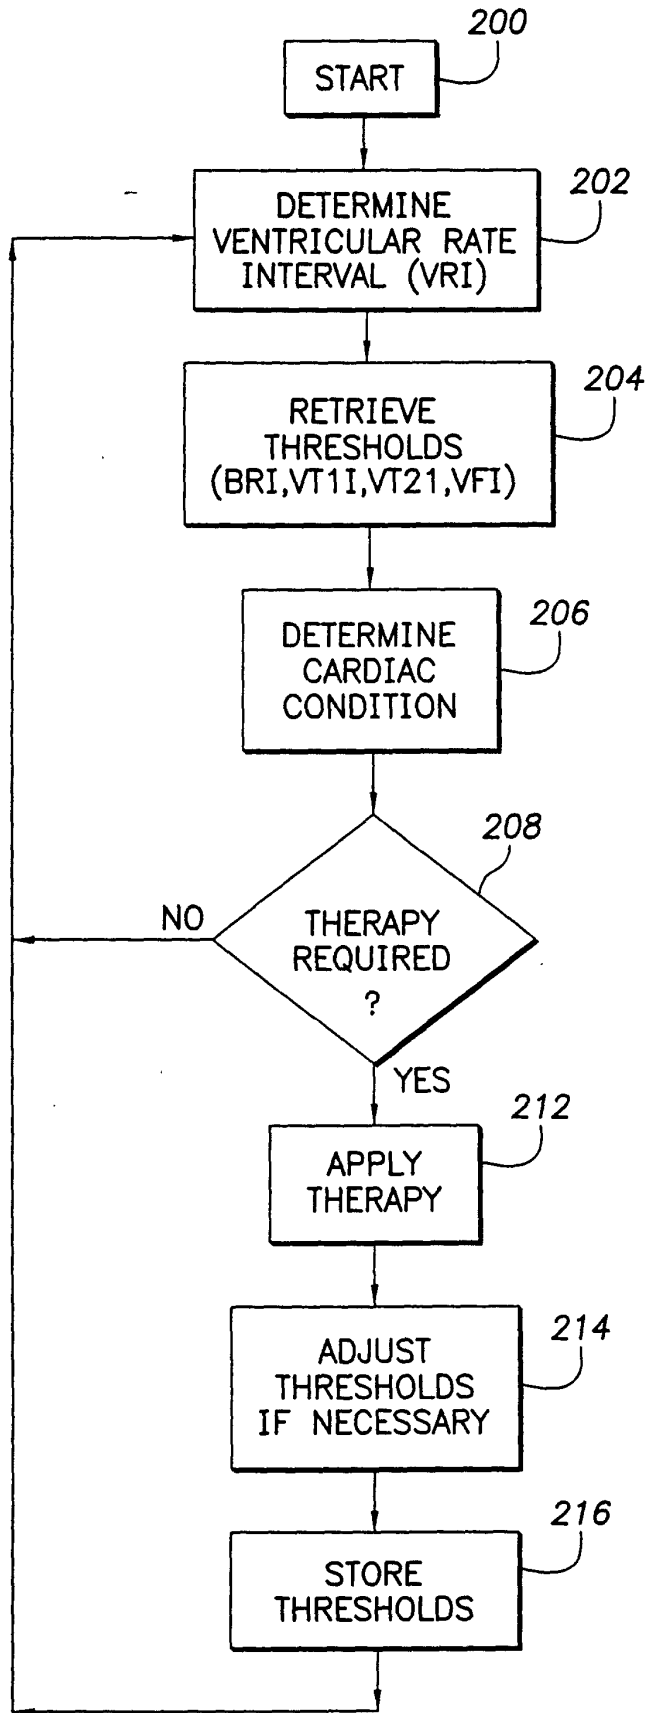 200
START
202
DETERMINE
VENTRICULAR RATE
INTERVAL (VRI)
204
RETRIEVE
THRESHOLDS
(BRI,VT1I,VT21,VFI)
206
DETERMINE
CARDIAC
CONDITION
208
NO
THERAPY
REQUIRED
?
YES
212
APPLY
THERAPY
214
ADJUST
THRESHOLDS
IF NECESSARY
216
STORE
THRESHOLDS